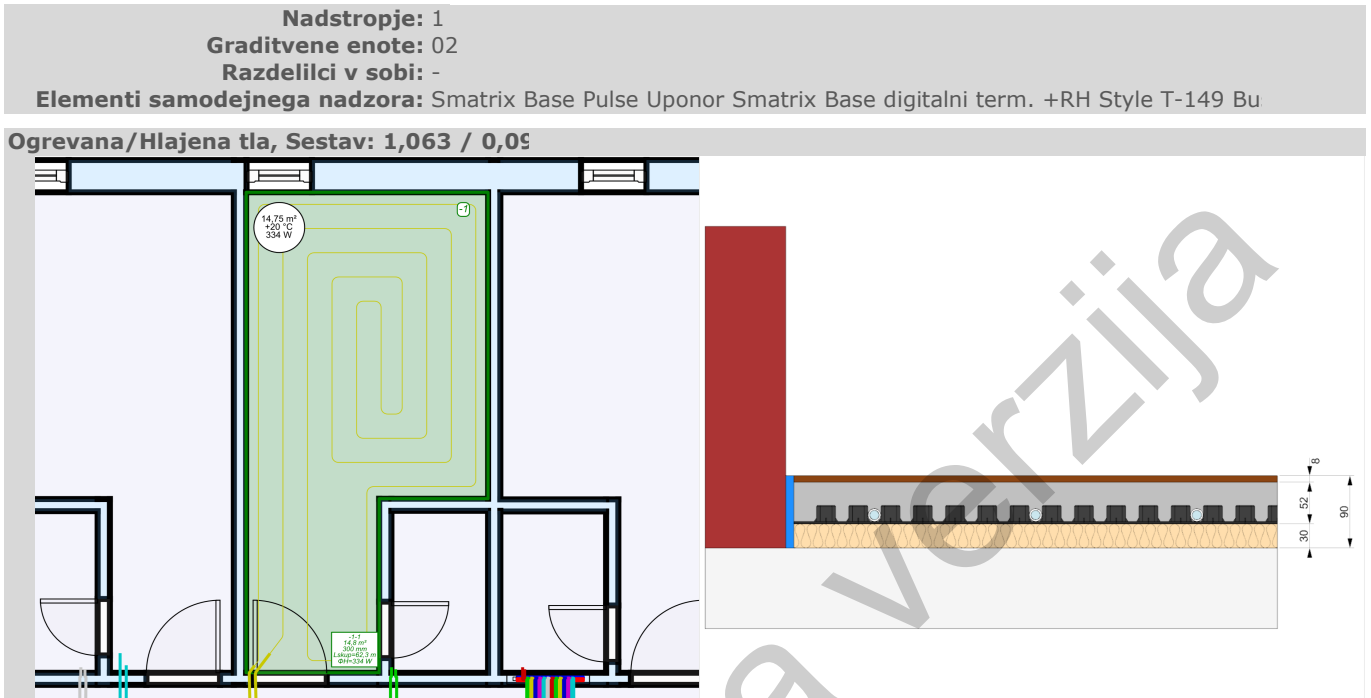 Nadstropje: 1
Graditvene enote: 02
Razdelilci v sobi: -
Elementi samodejnega nadzora: Smatrix Base Pulse Uponor Smatrix Base digitalni term. +RH Style T-149 Bu
Ogrevana/Hlajena tla, Sestav: 1,063 / 0,09
14,75 m²
+20 °C
334 W
-1
-1-1
14,8 m²
300 mm
Lskup=62,3 m
ΦH=334 W
8
52
90
30
a verzija